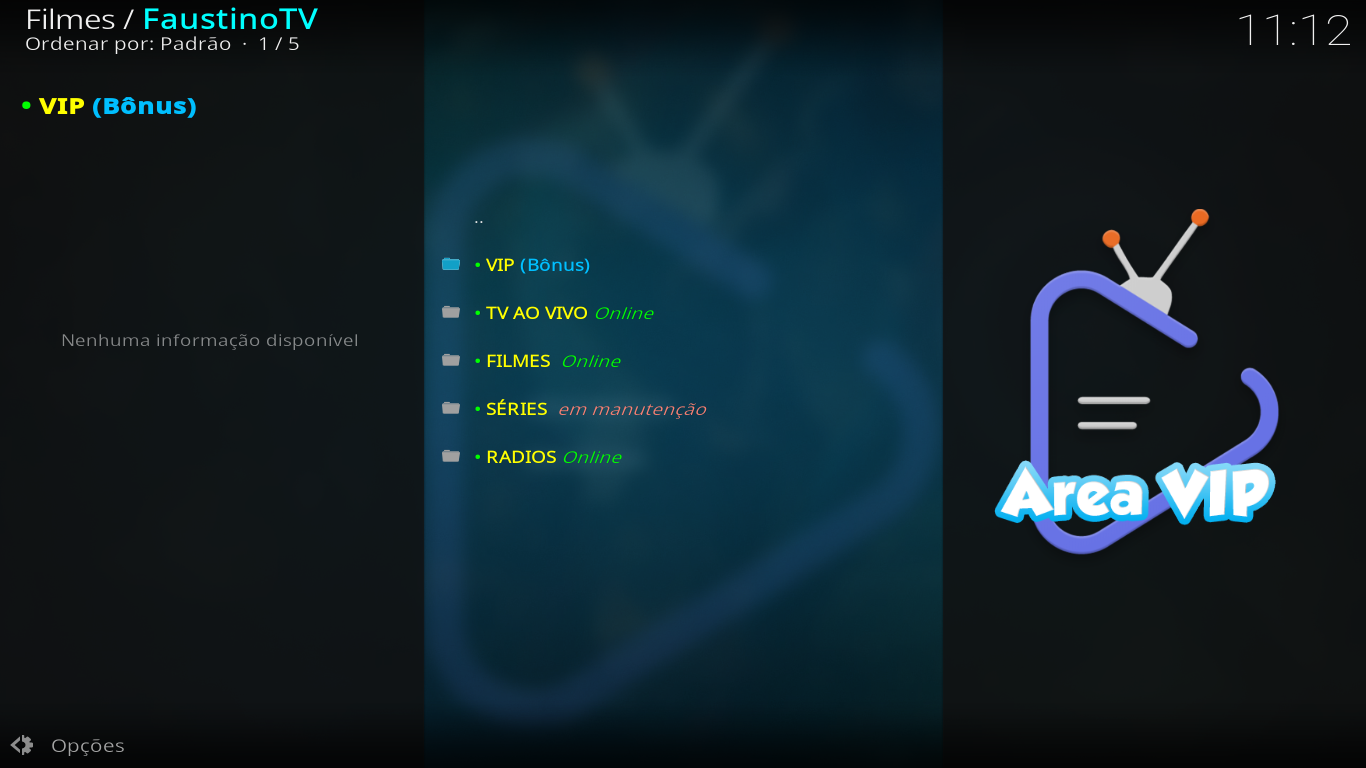 Filmes / FaustinoTV
Ordenar por: Padrão · 1 / 5
11:12
• VIP (Bônus)
Nenhuma informação disponível
..
• VIP (Bônus)
• TV AO VIVO Online
• FILMES Online
• SÉRIES em manutenção
• RADIOS Online
Area VIP
Opções